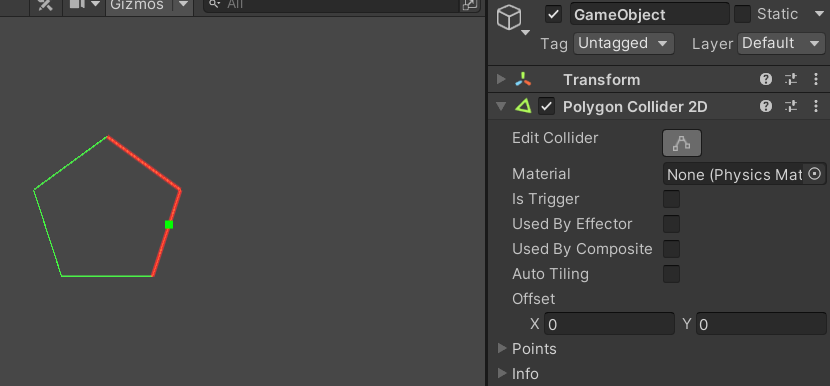 Gizmos All
GameObject Static
Tag Untagged Layer Default
Transform
Polygon Collider 2D
Edit Collider
Material None (Physics Mat
Is Trigger
Used By Effector
Used By Composite
Auto Tiling
Offset
X 0 Y 0
Points
Info